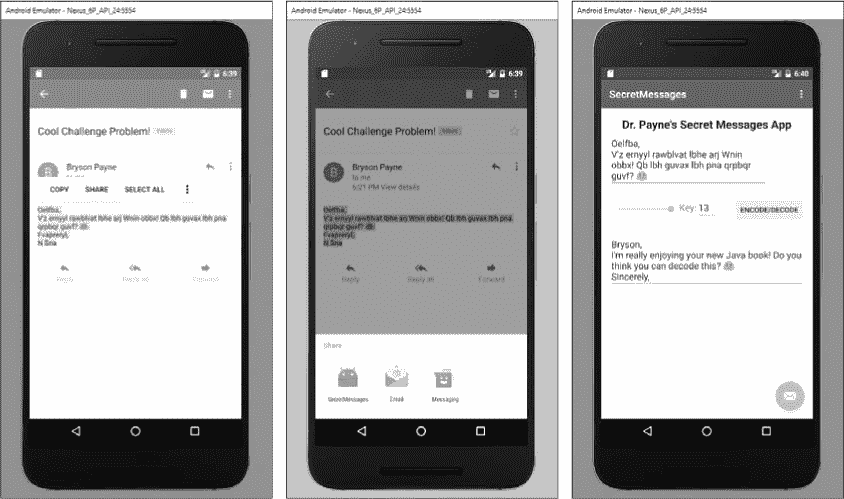 Android Emulator - Nexus_6P_API_24:5554
6:39
Cool Challenge Problem! Inbox
B
Bryson Payne
to me
COPY SHARE SELECT ALL
Oelfba,
V'z ernyyl rawblvat lbhe arj Wnin obbx! Qb lbh guvax lbh pna
qrpbqr guvf?
Fvapreryl,
N Sna
Reply Reply all Forward
Android Emulator - Nexus_6P_API_24:5554
6:39
Cool Challenge Problem! Inbox
B
Bryson Payne
to me
6:21 PM View details
Oelfba,
V'z ernyyl rawblvat lbhe arj Wnin obbx! Qb lbh guvax lbh pna
qrpbqr guvf?
Fvapreryl,
N Sna
Reply Reply all Forward
Share
SecretMessages Email Messaging
Android Emulator - Nexus_6P_API_24:5554
6:40
SecretMessages
Dr. Payne's Secret Messages App
Oelfba,
V'z ernyyl rawblvat lbhe arj Wnin
obbx! Qb lbh guvax lbh pna qrpbqr
guvf?
Key: 13 ENCODE/DECODE
Bryson,
I'm really enjoying your new Java book! Do you
think you can decode this?
Sincerely,